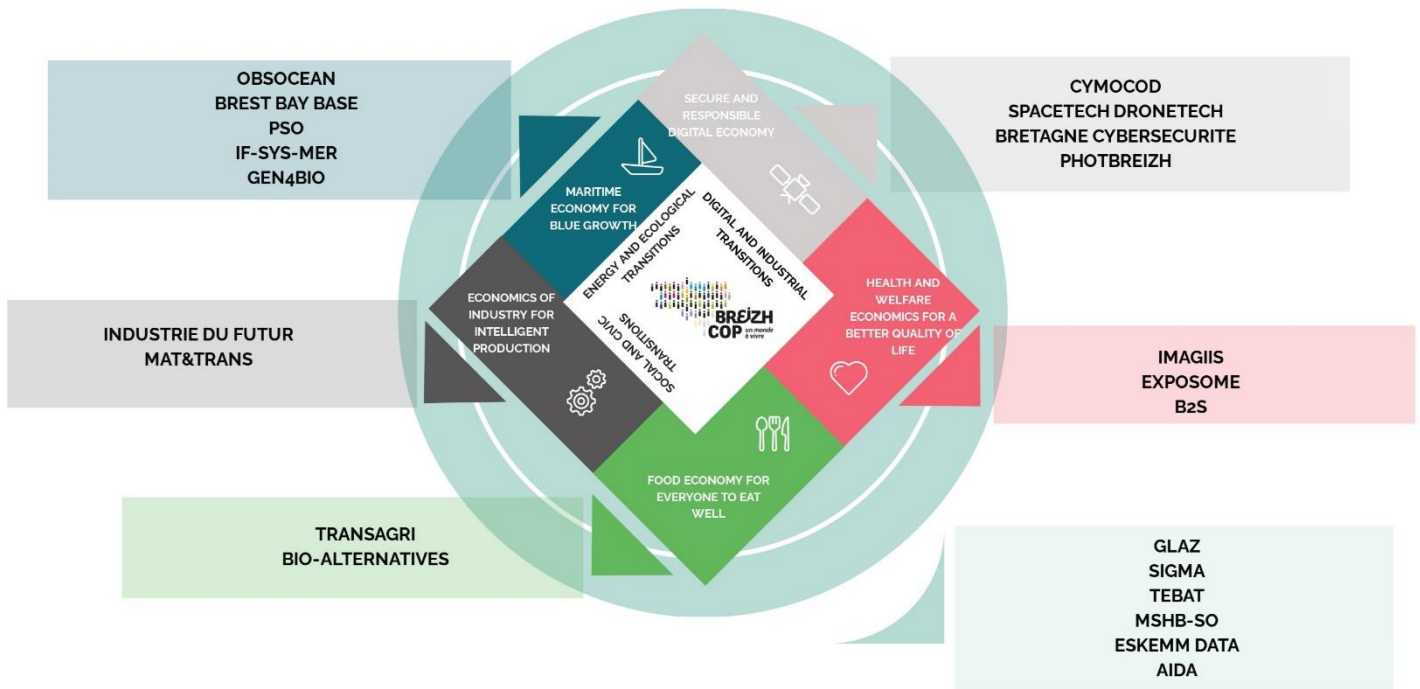 OBSOCEAN
BREST BAY BASE
PSO
IF-SYS-MER
GEN4BIO
CYMOCOD
SPACETECH DRONETECH
BRETAGNE CYBERSECURITE
PHOTBREIZH
SECURE AND
RESPONSIBLE
DIGITAL ECONOMY
MARITIME
ECONOMY FOR
BLUE GROWTH
ENERGY AND ECOLOGICAL
TRANSITIONS
DIGITAL AND INDUSTRIAL
TRANSITIONS
SOCIAL AND CIVIC
TRANSITIONS
BREIZH
COP un monde
à vivre
ECONOMICS OF
INDUSTRY FOR
INTELLIGENT
PRODUCTION
HEALTH AND
WELFARE
ECONOMICS FOR A
BETTER QUALITY OF
LIFE
INDUSTRIE DU FUTUR
MAT&TRANS
IMAGIIS
EXPOSOME
B2S
FOOD ECONOMY FOR
EVERYONE TO EAT
WELL
TRANSAGRI
BIO-ALTERNATIVES
GLAZ
SIGMA
TEBAT
MSHB-SO
ESKEMM DATA
AIDA